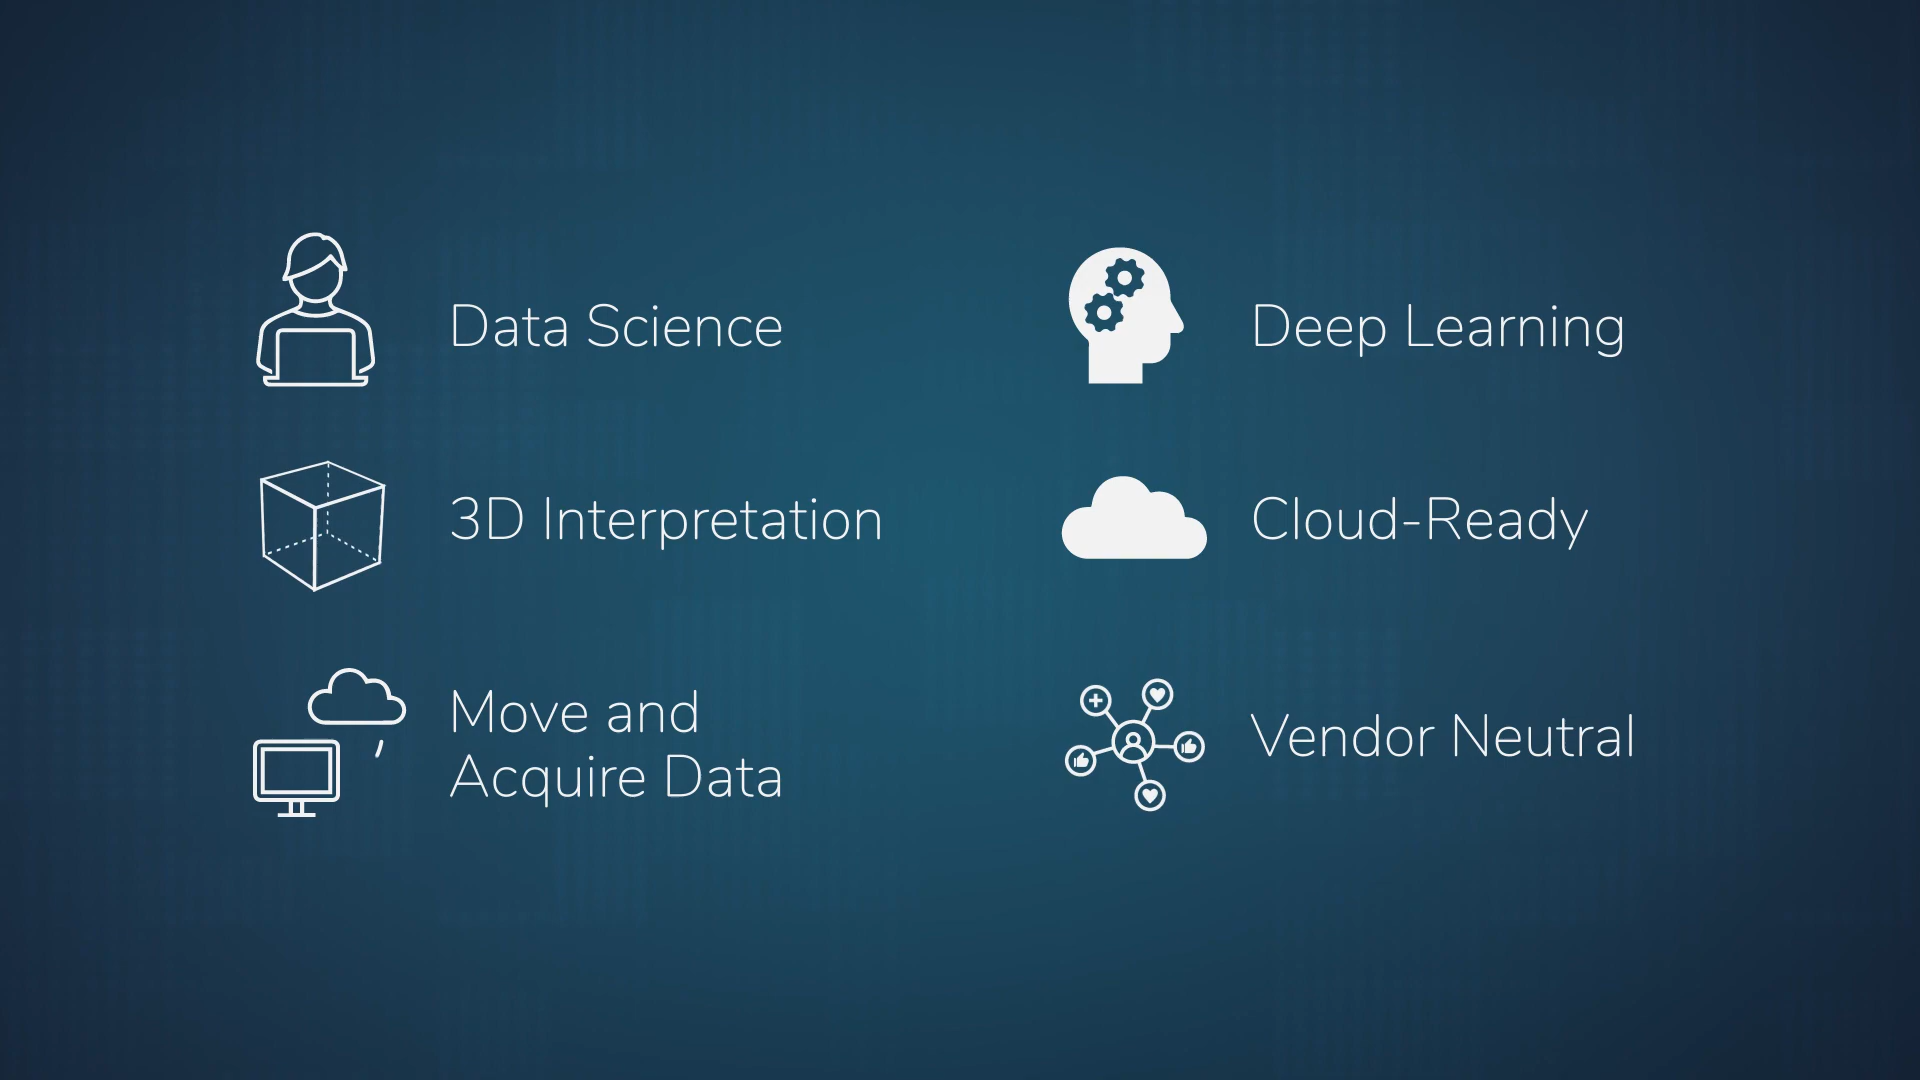 Data Science
Deep Learning
3D Interpretation
Cloud-Ready
Move and
Acquire Data
Vendor Neutral